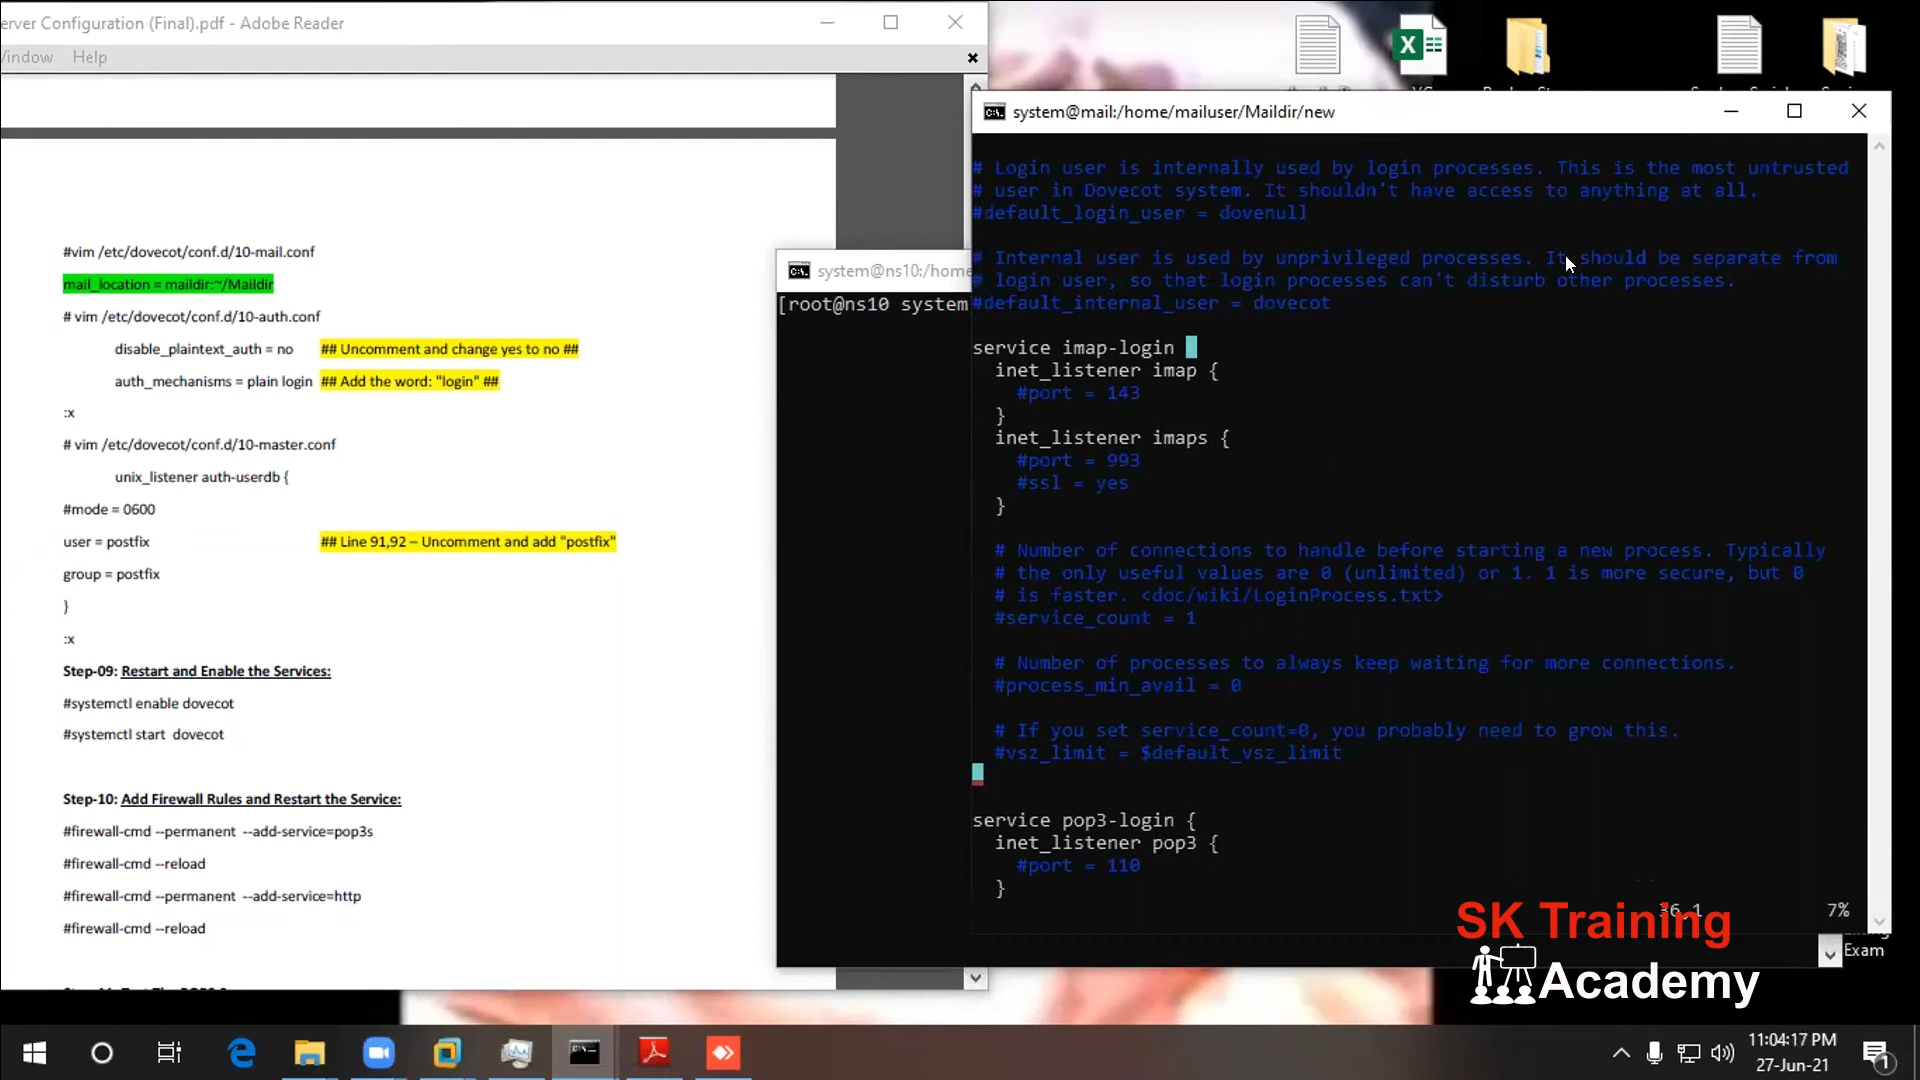 erver Configuration (Final).pdf - Adobe Reader
Window Help
#vim /etc/dovecot/conf.d/10-mail.conf
mail_location = maildir:~/Maildir
# vim /etc/dovecot/conf.d/10-auth.conf
disable_plaintext_auth = no ## Uncomment and change yes to no ##
auth_mechanisms = plain login ## Add the word: "login" ##
:x
# vim /etc/dovecot/conf.d/10-master.conf
unix_listener auth-userdb {
#mode = 0600
user = postfix ## Line 91,92 – Uncomment and add "postfix"
group = postfix
}
:x
Step-09: Restart and Enable the Services:
#systemctl enable dovecot
#systemctl start dovecot
Step-10: Add Firewall Rules and Restart the Service:
#firewall-cmd --permanent --add-service=pop3s
#firewall-cmd --reload
#firewall-cmd --permanent --add-service=http
#firewall-cmd --reload
system@ns10:/home
[root@ns10 system
system@mail:/home/mailuser/Maildir/new
# Login user is internally used by login processes. This is the most untrusted
# user in Dovecot system. It shouldn't have access to anything at all.
#default_login_user = dovenull
# Internal user is used by unprivileged processes. It should be separate from
# login user, so that login processes can't disturb other processes.
#default_internal_user = dovecot
service imap-login
inet_listener imap {
#port = 143
}
inet_listener imaps {
#port = 993
#ssl = yes
}
# Number of connections to handle before starting a new process. Typically
# the only useful values are 0 (unlimited) or 1. 1 is more secure, but 0
# is faster. <doc/wiki/LoginProcess.txt>
#service_count = 1
# Number of processes to always keep waiting for more connections.
#process_min_avail = 0
# If you set service_count=0, you probably need to grow this.
#vsz_limit = $default_vsz_limit
service pop3-login {
inet_listener pop3 {
#port = 110
}
36,1 7%
SK Training
Academy
Exam
11:04:17 PM
27-Jun-21
1